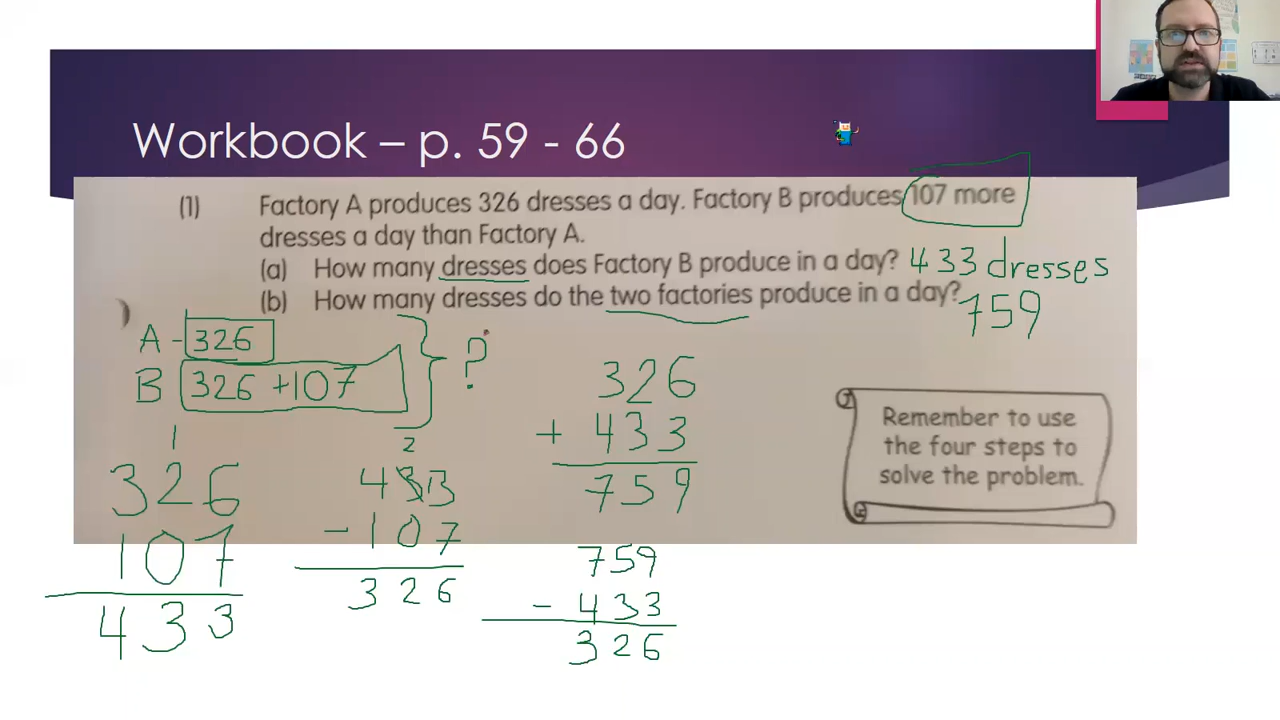 Workbook – p. 59 - 66
(1) Factory A produces 326 dresses a day. Factory B produces 107 more
dresses a day than Factory A.
(a) How many dresses does Factory B produce in a day? 433 dresses
(b) How many dresses do the two factories produce in a day? 759
A - 326
B 326 +107
?
1
326
107
433
2
433
- 107
326
326
+ 433
759
759
- 433
326
Remember to use
the four steps to
solve the problem.